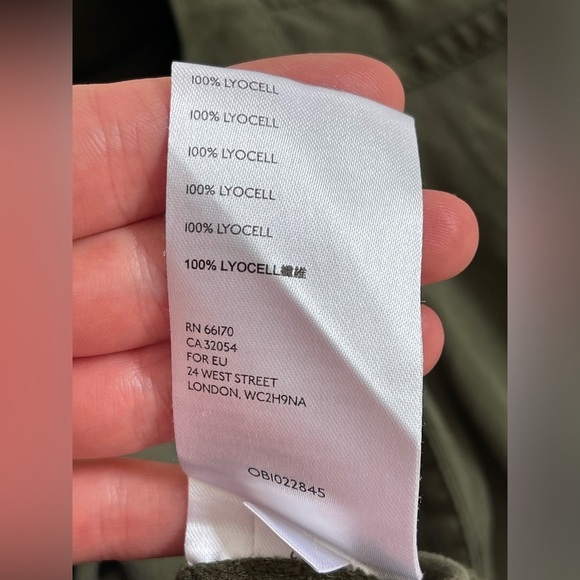 100% LYOCELL
100% LYOCELL
100% LYOCELL
100% LYOCELL
100% LYOCELL
100% LYOCELL纖維
RN 66170
CA 32054
FOR EU
24 WEST STREET
LONDON, WC2H9NA
OBI022845